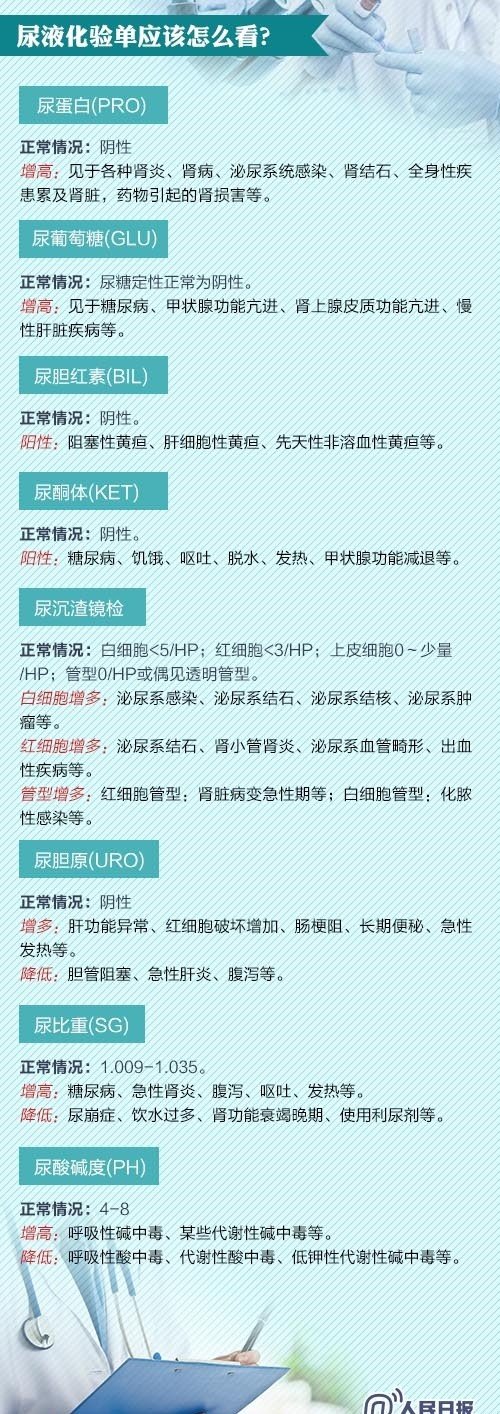 尿液化验单应该怎么看?
尿蛋白(PRO)
正常情况：阴性
增高：见于各种肾炎、肾病、泌尿系统感染、肾结石、全身性疾
患累及肾脏，药物引起的肾损害等。
尿葡萄糖(GLU)
正常情况：尿糖定性正常为阴性。
增高：见于糖尿病、甲状腺功能亢进、肾上腺皮质功能亢进、慢
性肝脏疾病等。
尿胆红素(BIL)
正常情况：阴性。
阳性：阻塞性黄疸、肝细胞性黄疸、先天性非溶血性黄疸等。
尿酮体(KET)
正常情况：阴性。
阳性：糖尿病、饥饿、呕吐、脱水、发热、甲状腺功能减退等。
尿沉渣镜检
正常情况：白细胞<5/HP；红细胞<3/HP；上皮细胞0～少量
/HP；管型0/HP或偶见透明管型。
白细胞增多：泌尿系感染、泌尿系结石、泌尿系结核、泌尿系肿
瘤等。
红细胞增多：泌尿系结石、肾小管肾炎、泌尿系血管畸形、出血
性疾病等。
管型增多：红细胞管型：肾脏病变急性期等；白细胞管型：化脓
性感染等。
尿胆原(URO)
正常情况：阴性
增多：肝功能异常、红细胞破坏增加、肠梗阻、长期便秘、急性
发热等。
降低：胆管阻塞、急性肝炎、腹泻等。
尿比重(SG)
正常情况：1.009-1.035。
增高：糖尿病、急性肾炎、腹泻、呕吐、发热等。
降低：尿崩症、饮水过多、肾功能衰竭晚期、使用利尿剂等。
尿酸碱度(PH)
正常情况：4-8
增高：呼吸性碱中毒、某些代谢性碱中毒等。
降低：呼吸性酸中毒、代谢性酸中毒、低钾性代谢性碱中毒等。
@人民日报